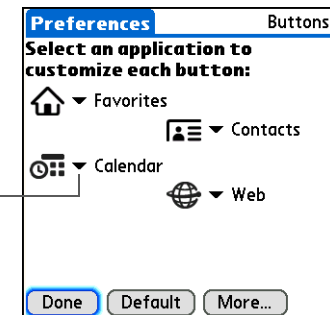 Preferences Buttons
Select an application to
customize each button:
Favorites
Contacts
Calendar
Web
Done Default More...